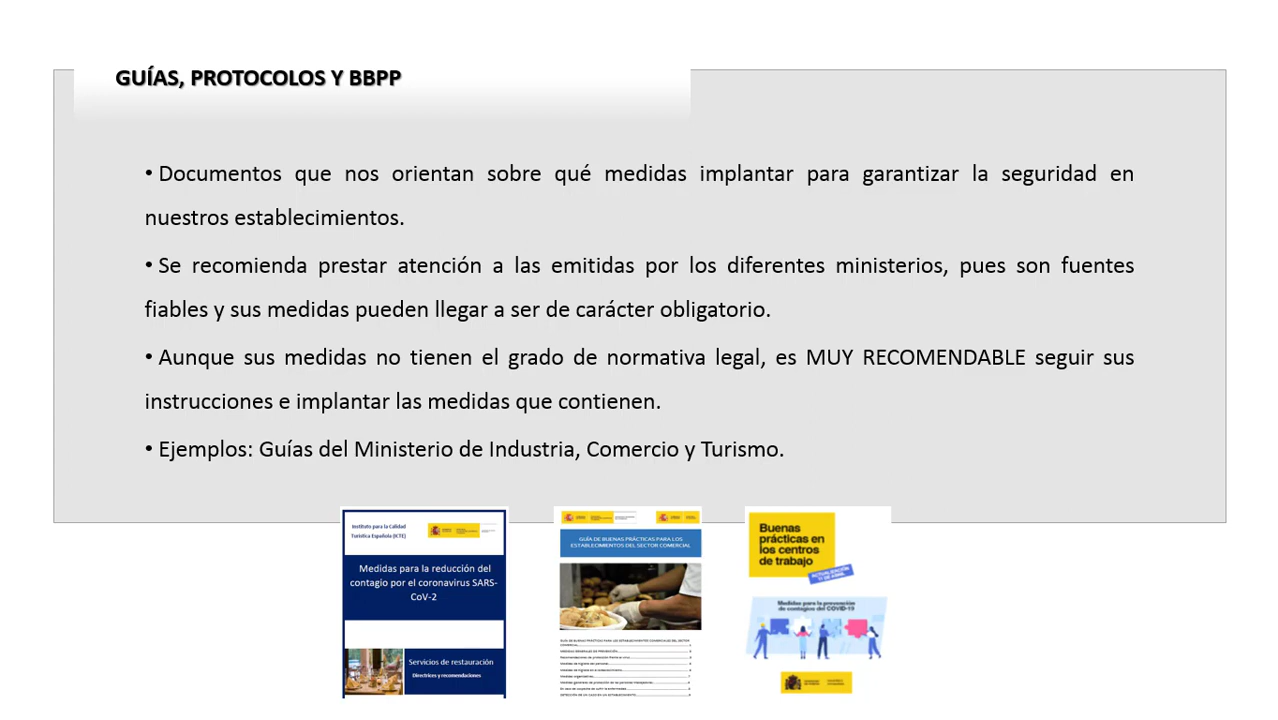 GUÍAS, PROTOCOLOS Y BBPP
• Documentos que nos orientan sobre qué medidas implantar para garantizar la seguridad en
nuestros establecimientos.
• Se recomienda prestar atención a las emitidas por los diferentes ministerios, pues son fuentes
fiables y sus medidas pueden llegar a ser de carácter obligatorio.
• Aunque sus medidas no tienen el grado de normativa legal, es MUY RECOMENDABLE seguir sus
instrucciones e implantar las medidas que contienen.
• Ejemplos: Guías del Ministerio de Industria, Comercio y Turismo.
Instituto para la Calidad
Turística Española (ICTE)
Medidas para la reducción del
contagio por el coronavirus SARS-
CoV-2
Servicios de restauración
Directrices y recomendaciones
GUÍA DE BUENAS PRÁCTICAS PARA LOS
ESTABLECIMIENTOS DEL SECTOR COMERCIAL
Buenas
prácticas en
los centros
de trabajo
ACTUALIZACIÓN
11 DE ABRIL
Medidas para la prevención
de contagios del COVID-19